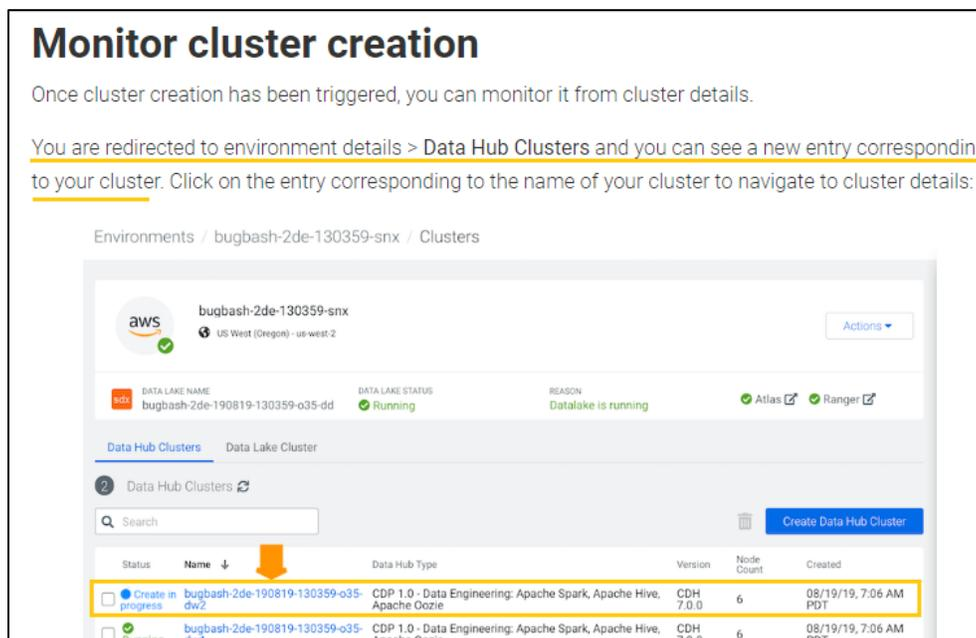 Monitor cluster creation
Once cluster creation has been triggered, you can monitor it from cluster details.
You are redirected to environment details > Data Hub Clusters and you can see a new entry correspondin
to your cluster. Click on the entry corresponding to the name of your cluster to navigate to cluster details:
Environments / bugbash-2de-130359-snx / Clusters
aws
bugbash-2de-130359-snx
US West (Oregon) - us-west-2
Actions
sdx
DATA LAKE NAME
bugbash-2de-190819-130359-o35-dd
DATA LAKE STATUS
Running
REASON
Datalake is running
Atlas
Ranger
Data Hub Clusters
Data Lake Cluster
2
Data Hub Clusters
Search
Create Data Hub Cluster
Status
Name
Data Hub Type
Version
Node
Count
Created
Create in
progress
bugbash-2de-190819-130359-o35-
dw2
CDP 1.0 - Data Engineering: Apache Spark, Apache Hive,
Apache Oozie
CDH
7.0.0
6
08/19/19, 7:06 AM
PDT
bugbash-2de-190819-130359-o35-
CDP 1.0 - Data Engineering: Apache Spark, Apache Hive,
CDH
6
08/19/19, 7:06 AM